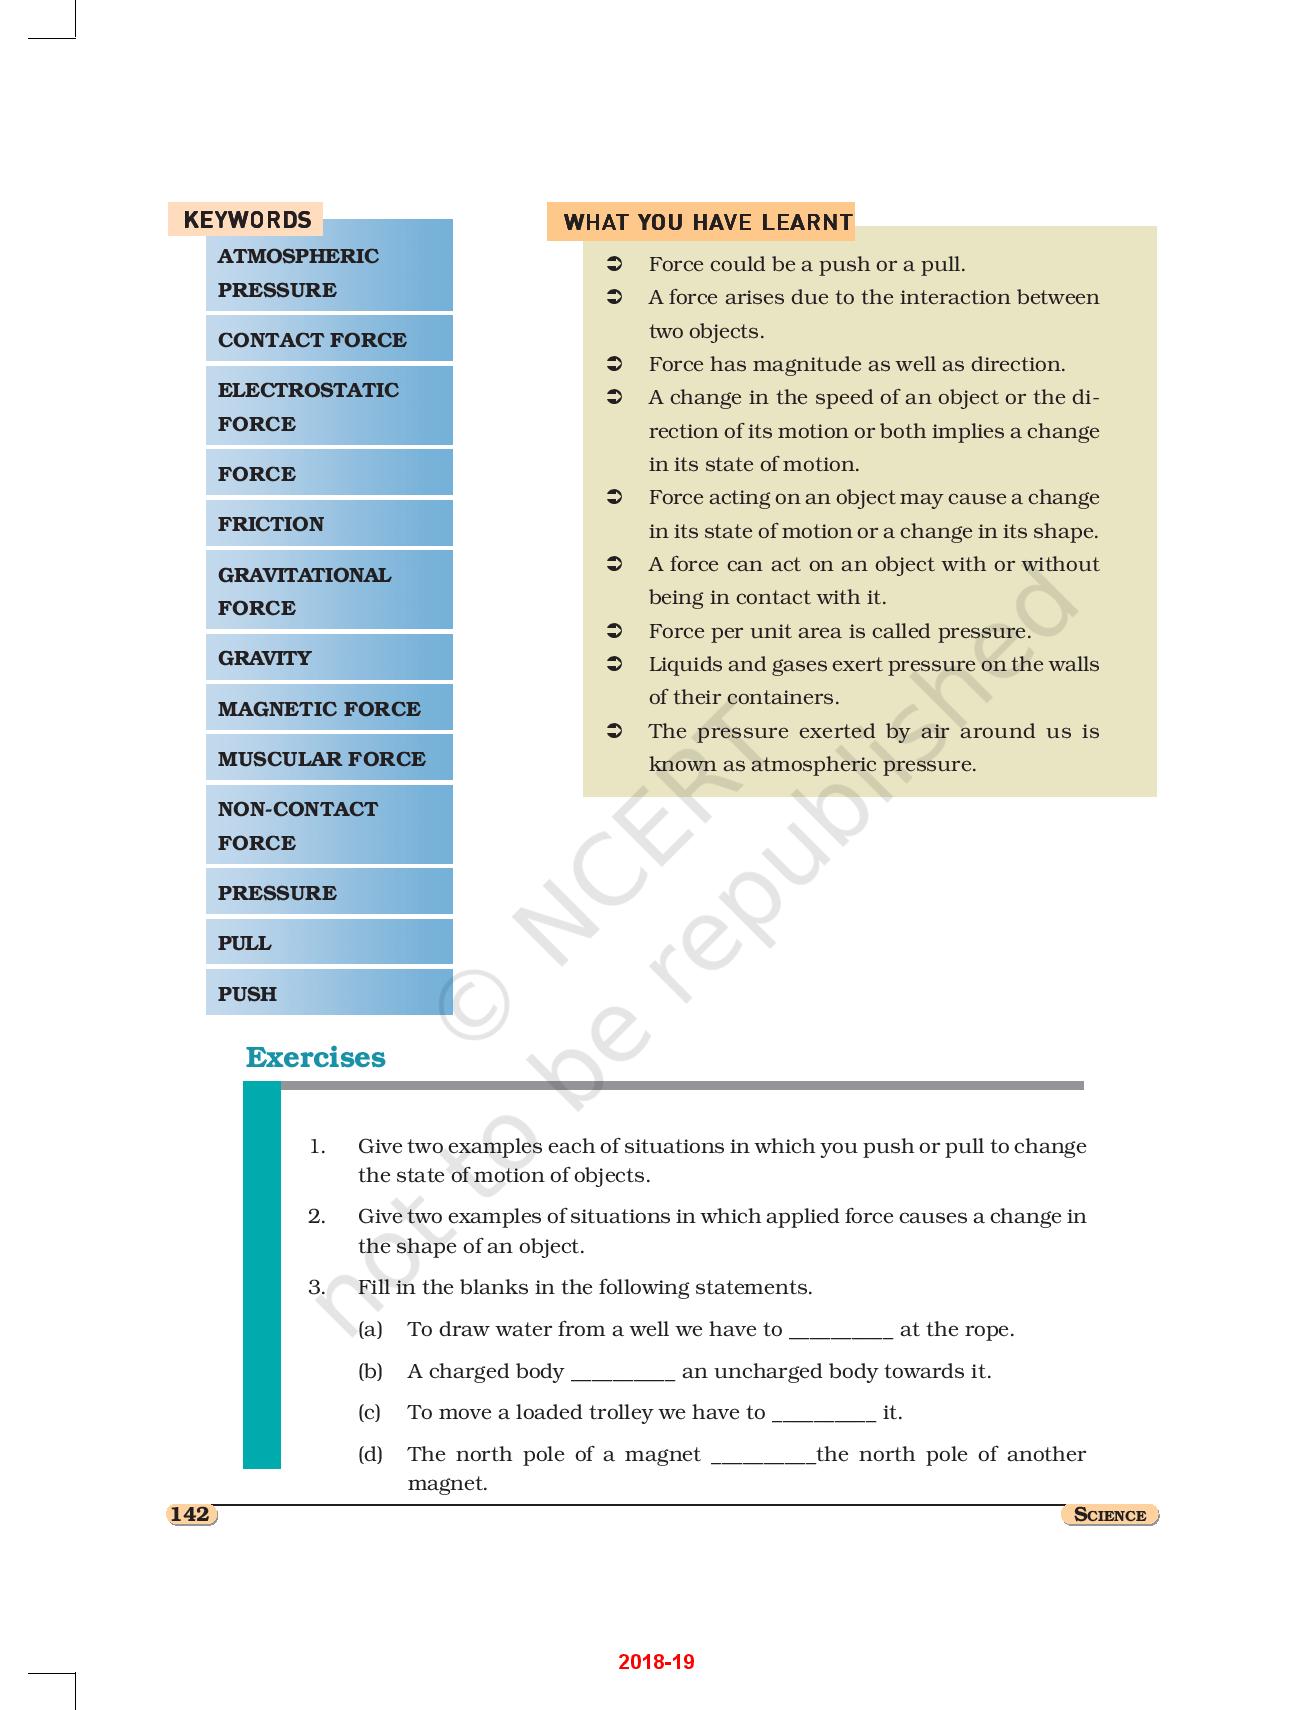 KEYWORDS
ATMOSPHERIC
PRESSURE
CONTACT FORCE
ELECTROSTATIC
FORCE
FORCE
FRICTION
GRAVITATIONAL
FORCE
GRAVITY
MAGNETIC FORCE
MUSCULAR FORCE
NON-CONTACT
FORCE
PRESSURE
PULL
PUSH
WHAT YOU HAVE LEARNT
➲ Force could be a push or a pull.
➲ A force arises due to the interaction between
two objects.
➲ Force has magnitude as well as direction.
➲ A change in the speed of an object or the di-
rection of its motion or both implies a change
in its state of motion.
➲ Force acting on an object may cause a change
in its state of motion or a change in its shape.
➲ A force can act on an object with or without
being in contact with it.
➲ Force per unit area is called pressure.
➲ Liquids and gases exert pressure on the walls
of their containers.
➲ The pressure exerted by air around us is
known as atmospheric pressure.
© NCERT
not to be republished
Exercises
1. Give two examples each of situations in which you push or pull to change
the state of motion of objects.
2. Give two examples of situations in which applied force causes a change in
the shape of an object.
3. Fill in the blanks in the following statements.
(a) To draw water from a well we have to __________ at the rope.
(b) A charged body __________ an uncharged body towards it.
(c) To move a loaded trolley we have to __________ it.
(d) The north pole of a magnet __________the north pole of another
magnet.
142
SCIENCE
2018-19